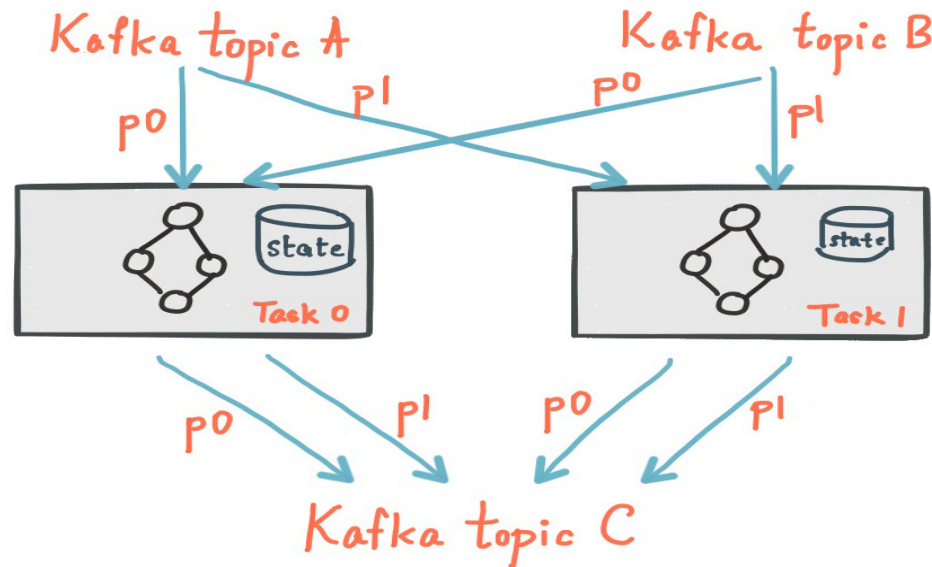 Kafka topic A
Kafka topic B
p0
p1
p0
p1
state
Task 0
state
Task 1
p0
p1
p0
p1
Kafka topic C